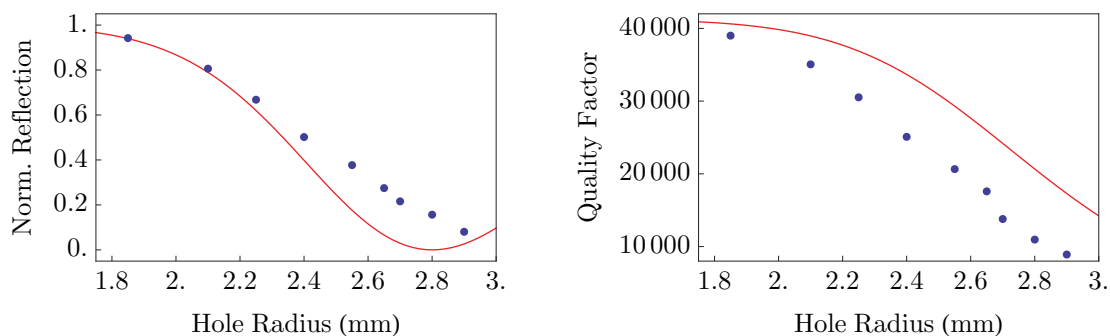 Norm. Reflection
1.
0.8
0.6
0.4
0.2
0.
1.8 2. 2.2 2.4 2.6 2.8 3.
Hole Radius (mm)
Quality Factor
40 000
30 000
20 000
10 000
1.8 2. 2.2 2.4 2.6 2.8 3.
Hole Radius (mm)